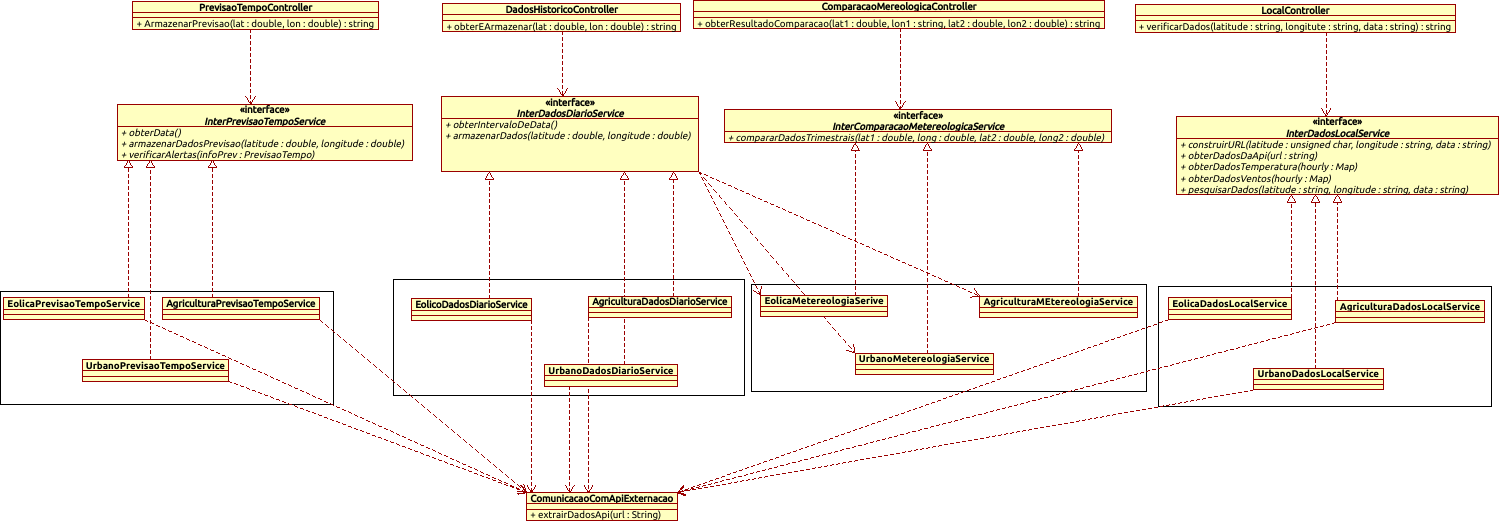 PrevisaoTempoController
+ ArmazenarPrevisao(lat : double, lon : double) : string
DadosHistoricoController
+ obterEArmazenar(lat : double, lon : double) : string
ComparacaoMereologicaController
+ obterResultadoComparacao(lat1 : double, lon1 : string, lat2 : double, lon2 : double) : string
LocalController
+ verificarDados(latitude : string, longitute : string, data : string) : string
«interface»
InterPrevisaoTempoService
+ obterData()
+ armazenarDadosPrevisao(latitude : double, longitude : double)
+ verificarAlertas(infoPrev : PrevisaoTempo)
«interface»
InterDadosDiarioService
+ obterIntervaloDeData()
+ armazenarDados(latitude : double, longitude : double)
«interface»
InterComparacaoMetereologicaService
+ compararDadosTrimestrais(lat1 : double, long : double, lat2 : double, long2 : double)
«interface»
InterDadosLocalService
+ construirURL(latitude : unsigned char, longitude : string, data : string)
+ obterDadosDaApi(url : string)
+ obterDadosTemperatura(hourly : Map)
+ obterDadosVentos(hourly : Map)
+ pesquisarDados(latitude : string, longitude : string, data : string)
EolicaPrevisaoTempoService
AgriculturaPrevisaoTempoService
UrbanoPrevisaoTempoService
EolicoDadosDiarioService
AgriculturaDadosDiarioService
UrbanoDadosDiarioService
EolicaMetereologiaSerive
AgriculturaMEtereologiaService
UrbanoMetereologiaService
EolicaDadosLocalService
AgriculturaDadosLocalService
UrbanoDadosLocalService
ComunicacaoComApiExternacao
+ extrairDadosApi(url : String)